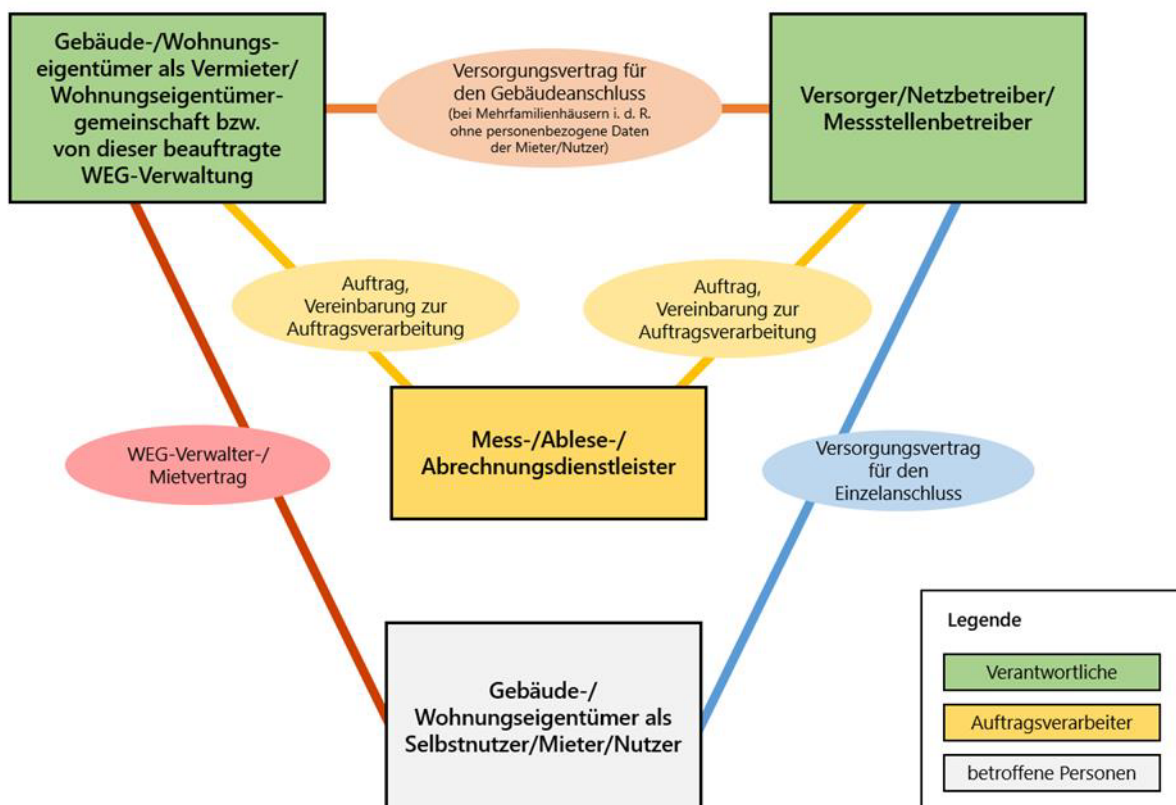 Gebäude-/Wohnungs-
eigentümer als Vermieter/
Wohnungseigentümer-
gemeinschaft bzw.
von dieser beauftragte
WEG-Verwaltung
Versorgungsvertrag für
den Gebäudeanschluss
(bei Mehrfamilienhäusern i. d. R.
ohne personenbezogene Daten
der Mieter/Nutzer)
Versorger/Netzbetreiber/
Messstellenbetreiber
Auftrag,
Vereinbarung zur
Auftragsverarbeitung
Auftrag,
Vereinbarung zur
Auftragsverarbeitung
Mess-/Ablese-/
Abrechnungsdienstleister
WEG-Verwalter-/
Mietvertrag
Versorgungsvertrag
für den
Einzelanschluss
Gebäude-/
Wohnungseigentümer als
Selbstnutzer/Mieter/Nutzer
Legende
Verantwortliche
Auftragsverarbeiter
betroffene Personen